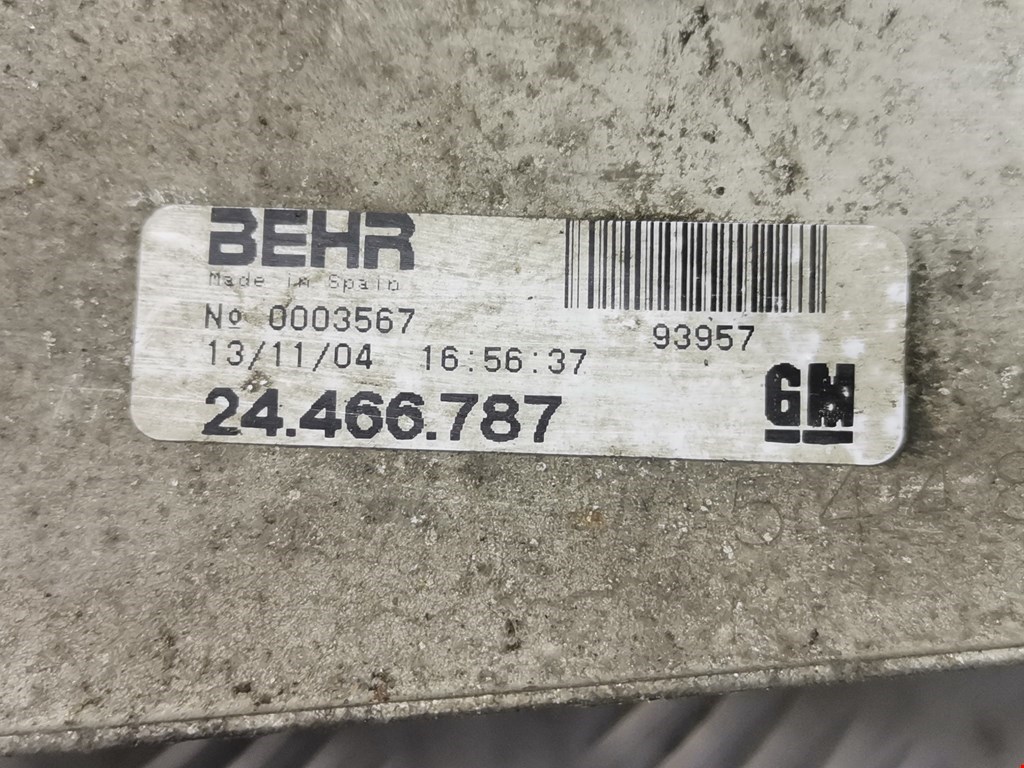 BEHR
Made in Spain
Nº 0003567
93957
13/11/04 16:56:37
24.466.787
GM